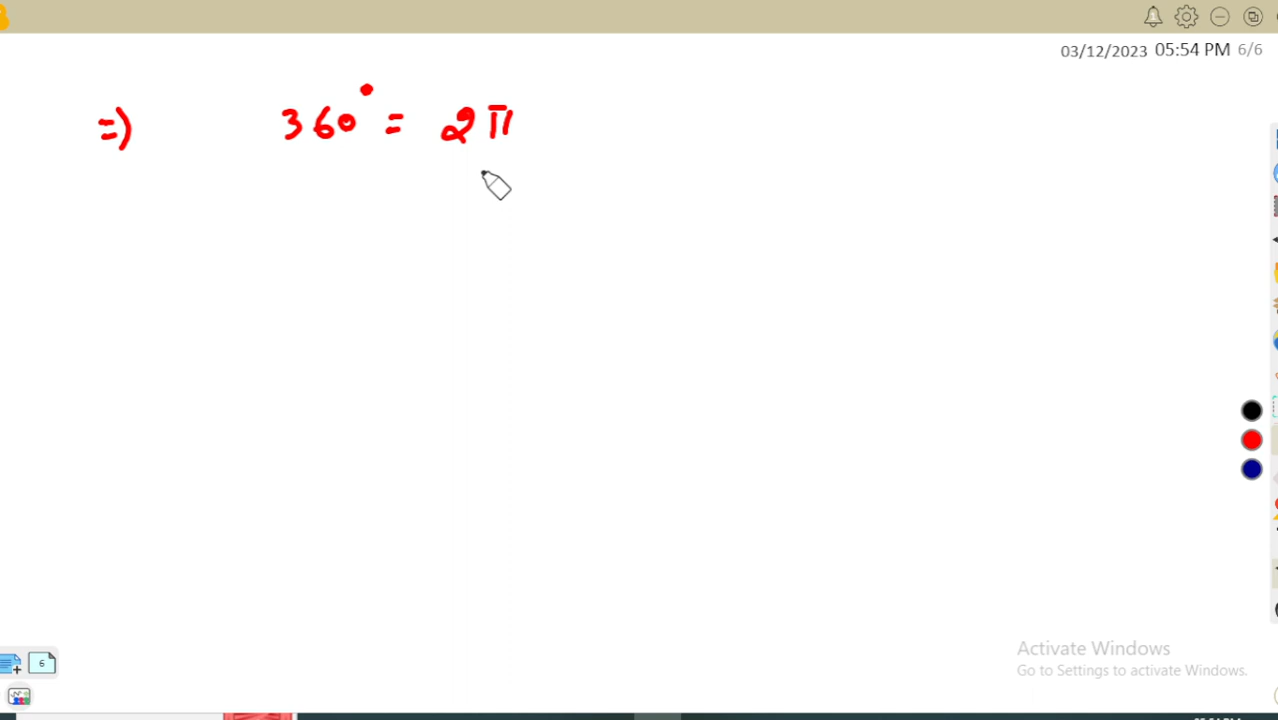 03/12/2023 05:54 PM 6/6
=) 360° = 2π
6
Activate Windows
Go to Settings to activate Windows.